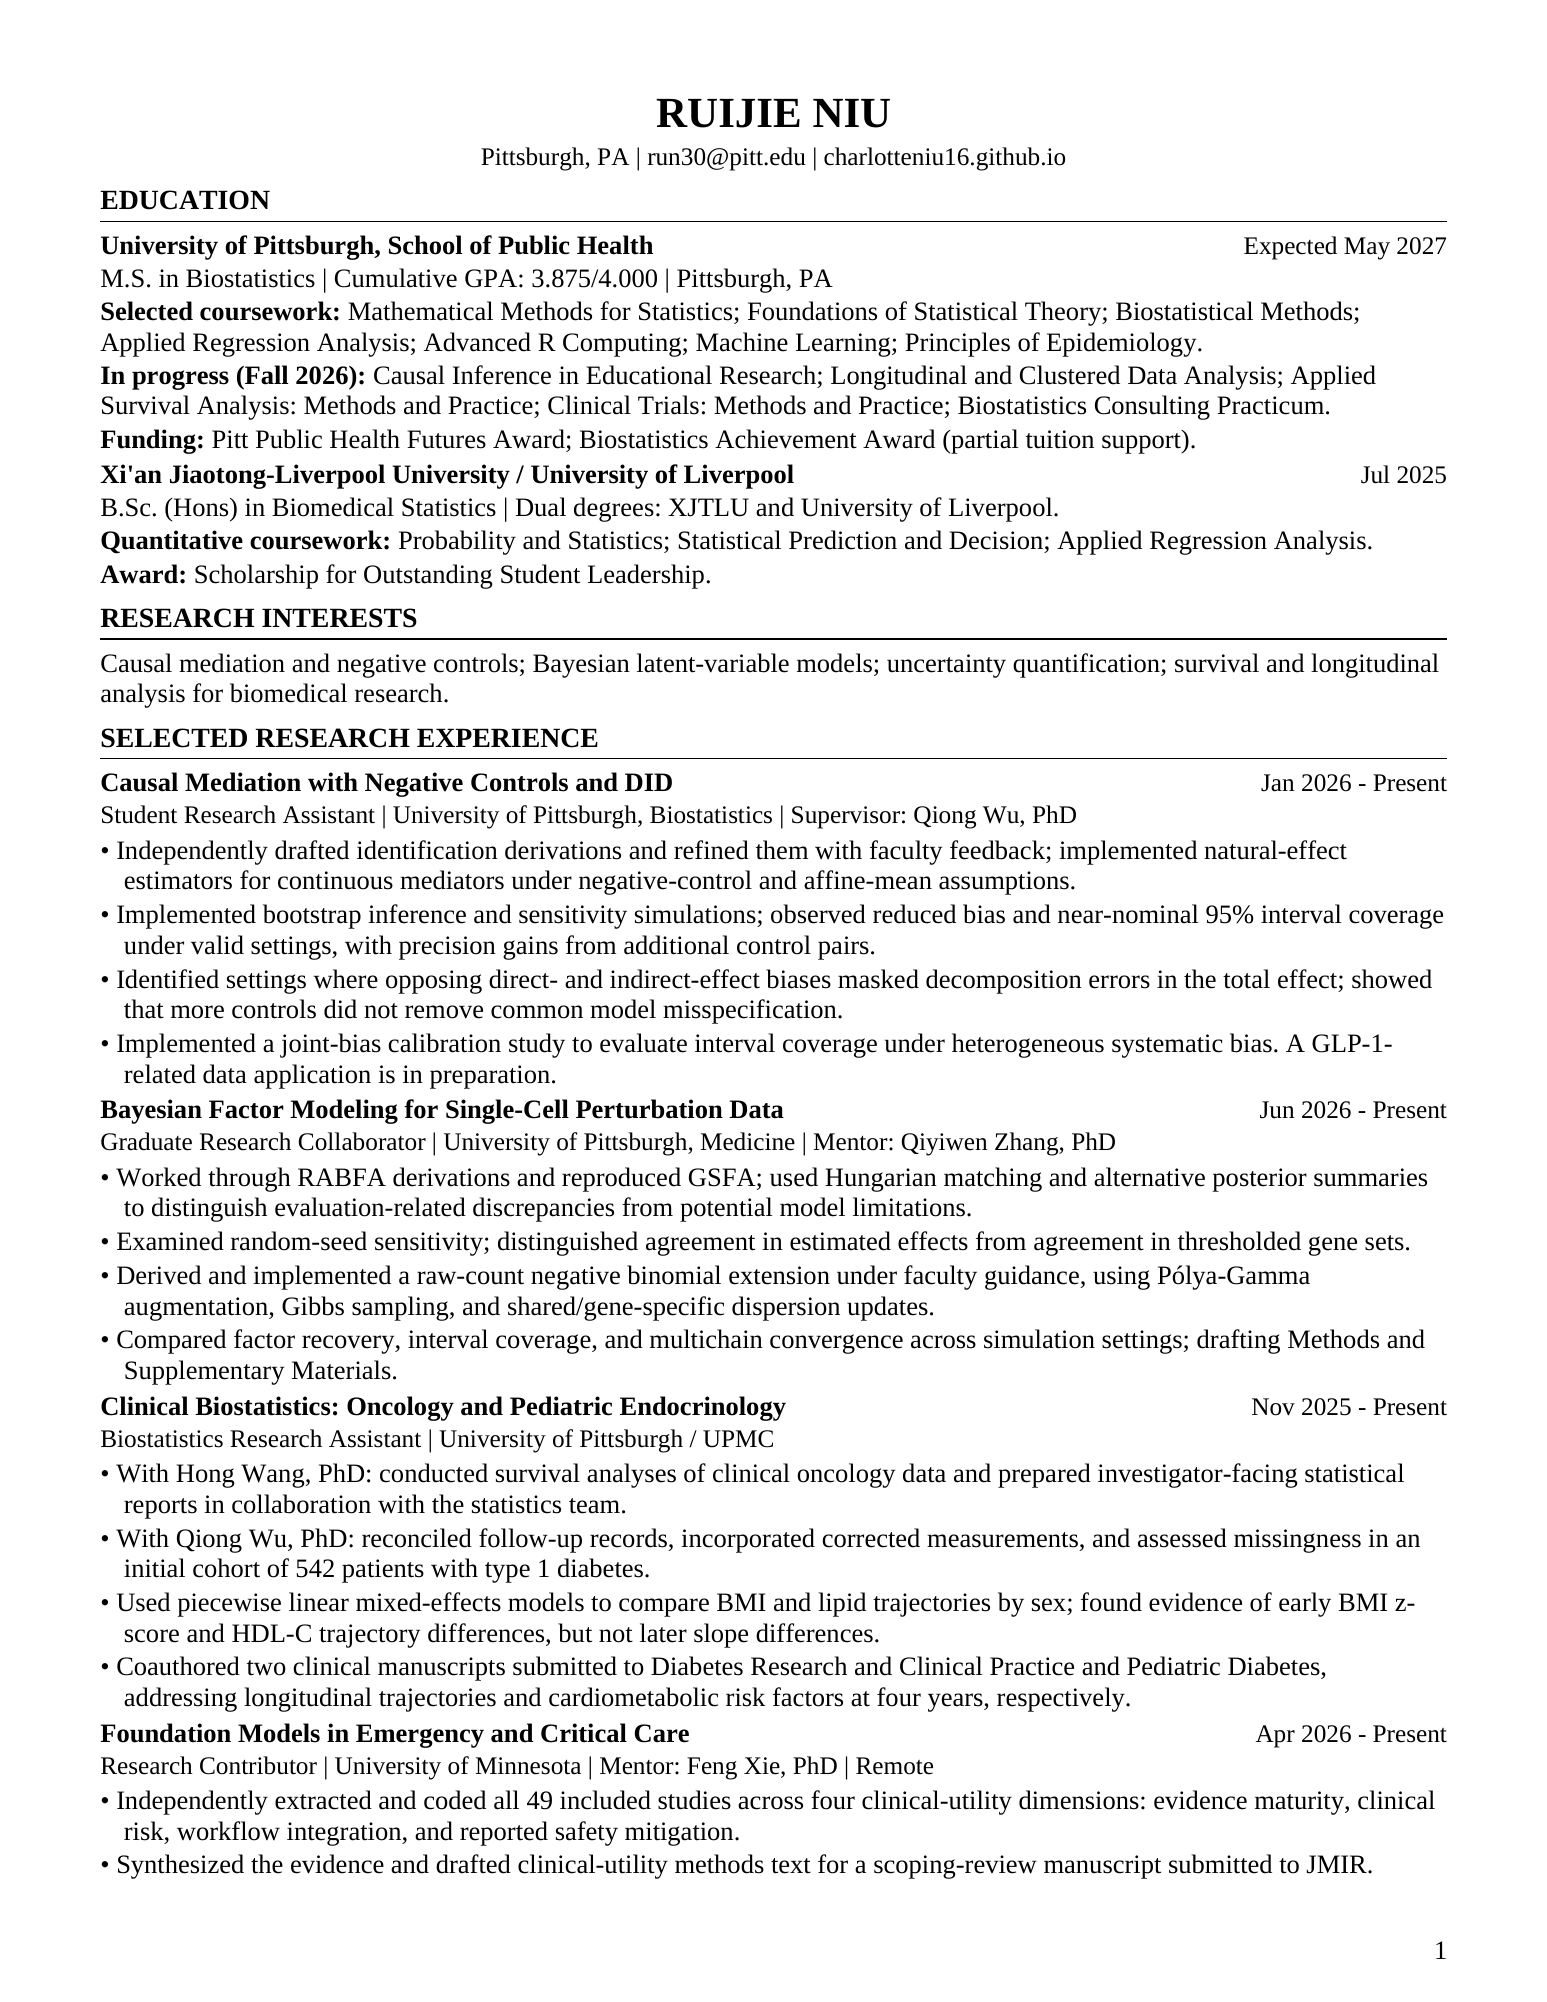 RUIJIE NIU
Pittsburgh, PA | run30@pitt.edu | charlotteniu16.github.io
EDUCATION
University of Pittsburgh, School of Public Health Expected May 2027
M.S. in Biostatistics | Cumulative GPA: 3.875/4.000 | Pittsburgh, PA
Selected coursework: Mathematical Methods for Statistics; Foundations of Statistical Theory; Biostatistical Methods;
Applied Regression Analysis; Advanced R Computing; Machine Learning; Principles of Epidemiology.
In progress (Fall 2026): Causal Inference in Educational Research; Longitudinal and Clustered Data Analysis; Applied
Survival Analysis: Methods and Practice; Clinical Trials: Methods and Practice; Biostatistics Consulting Practicum.
Funding: Pitt Public Health Futures Award; Biostatistics Achievement Award (partial tuition support).
Xi'an Jiaotong-Liverpool University / University of Liverpool Jul 2025
B.Sc. (Hons) in Biomedical Statistics | Dual degrees: XJTLU and University of Liverpool.
Quantitative coursework: Probability and Statistics; Statistical Prediction and Decision; Applied Regression Analysis.
Award: Scholarship for Outstanding Student Leadership.
RESEARCH INTERESTS
Causal mediation and negative controls; Bayesian latent-variable models; uncertainty quantification; survival and longitudinal
analysis for biomedical research.
SELECTED RESEARCH EXPERIENCE
Causal Mediation with Negative Controls and DID Jan 2026 - Present
Student Research Assistant | University of Pittsburgh, Biostatistics | Supervisor: Qiong Wu, PhD
• Independently drafted identification derivations and refined them with faculty feedback; implemented natural-effect
estimators for continuous mediators under negative-control and affine-mean assumptions.
• Implemented bootstrap inference and sensitivity simulations; observed reduced bias and near-nominal 95% interval coverage
under valid settings, with precision gains from additional control pairs.
• Identified settings where opposing direct- and indirect-effect biases masked decomposition errors in the total effect; showed
that more controls did not remove common model misspecification.
• Implemented a joint-bias calibration study to evaluate interval coverage under heterogeneous systematic bias. A GLP-1-
related data application is in preparation.
Bayesian Factor Modeling for Single-Cell Perturbation Data Jun 2026 - Present
Graduate Research Collaborator | University of Pittsburgh, Medicine | Mentor: Qiyiwen Zhang, PhD
• Worked through RABFA derivations and reproduced GSFA; used Hungarian matching and alternative posterior summaries
to distinguish evaluation-related discrepancies from potential model limitations.
• Examined random-seed sensitivity; distinguished agreement in estimated effects from agreement in thresholded gene sets.
• Derived and implemented a raw-count negative binomial extension under faculty guidance, using Pólya-Gamma
augmentation, Gibbs sampling, and shared/gene-specific dispersion updates.
• Compared factor recovery, interval coverage, and multichain convergence across simulation settings; drafting Methods and
Supplementary Materials.
Clinical Biostatistics: Oncology and Pediatric Endocrinology Nov 2025 - Present
Biostatistics Research Assistant | University of Pittsburgh / UPMC
• With Hong Wang, PhD: conducted survival analyses of clinical oncology data and prepared investigator-facing statistical
reports in collaboration with the statistics team.
• With Qiong Wu, PhD: reconciled follow-up records, incorporated corrected measurements, and assessed missingness in an
initial cohort of 542 patients with type 1 diabetes.
• Used piecewise linear mixed-effects models to compare BMI and lipid trajectories by sex; found evidence of early BMI z-
score and HDL-C trajectory differences, but not later slope differences.
• Coauthored two clinical manuscripts submitted to Diabetes Research and Clinical Practice and Pediatric Diabetes,
addressing longitudinal trajectories and cardiometabolic risk factors at four years, respectively.
Foundation Models in Emergency and Critical Care Apr 2026 - Present
Research Contributor | University of Minnesota | Mentor: Feng Xie, PhD | Remote
• Independently extracted and coded all 49 included studies across four clinical-utility dimensions: evidence maturity, clinical
risk, workflow integration, and reported safety mitigation.
• Synthesized the evidence and drafted clinical-utility methods text for a scoping-review manuscript submitted to JMIR.
1